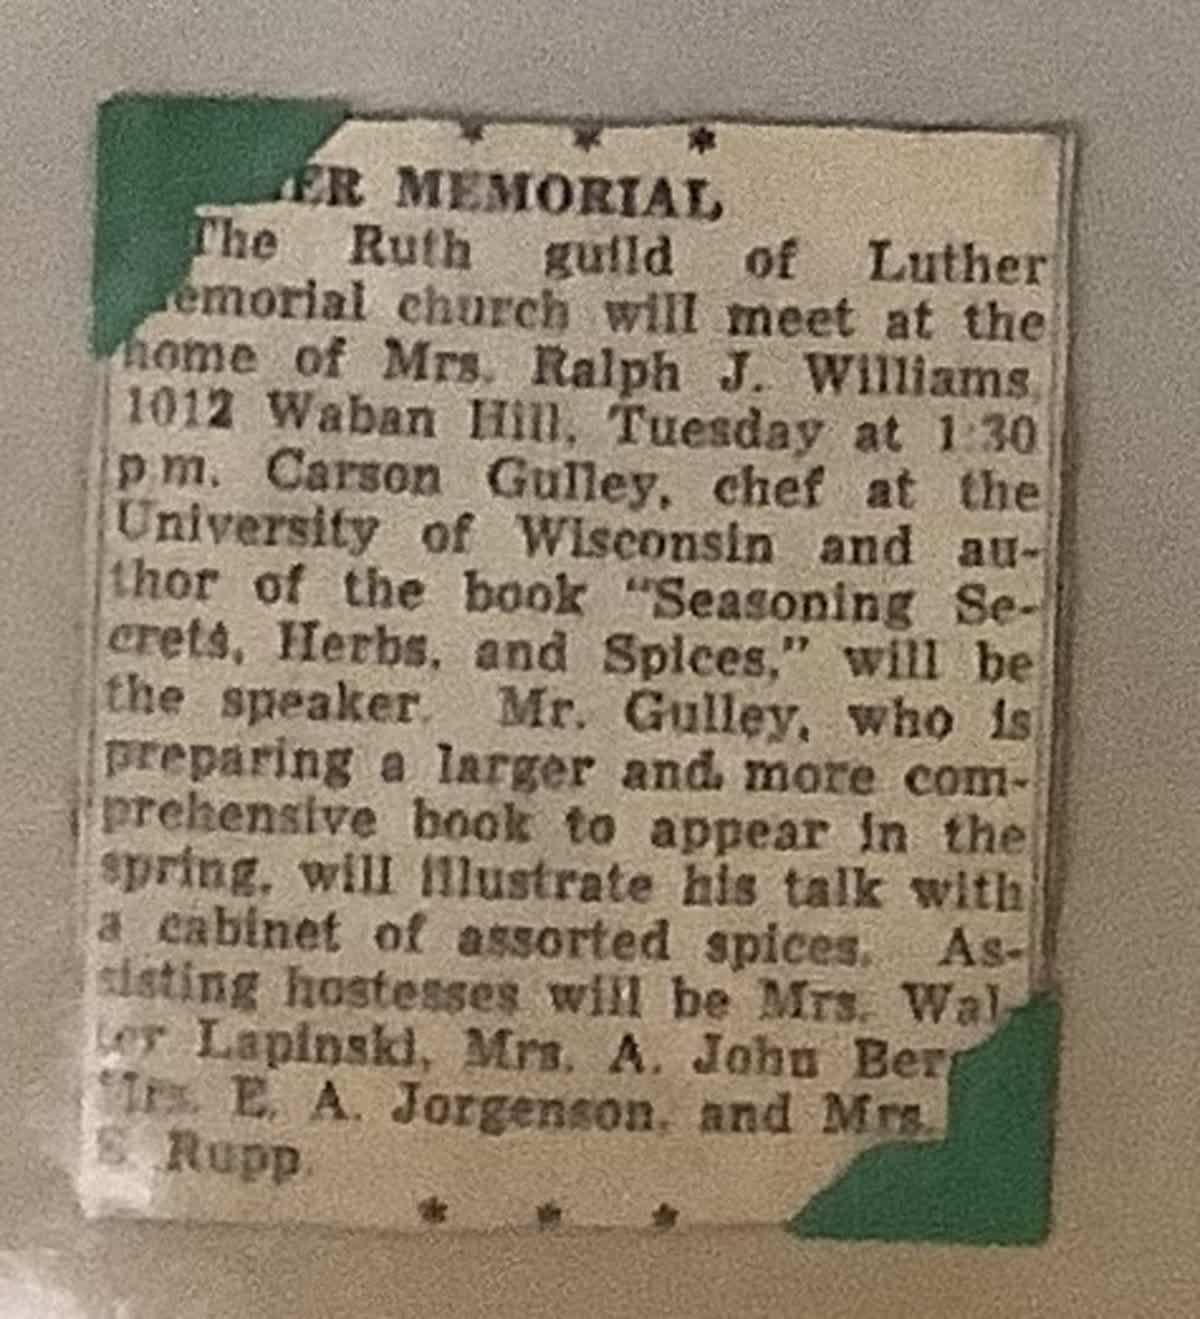 * * *
ER MEMORIAL
The Ruth guild of Luther
emorial church will meet at the
home of Mrs. Ralph J. Williams,
1012 Waban Hill, Tuesday at 1:30
p.m. Carson Gulley, chef at the
University of Wisconsin and au-
thor of the book “Seasoning Se-
crets, Herbs, and Spices,” will be
the speaker. Mr. Gulley, who is
preparing a larger and more com-
prehensive book to appear in the
spring, will illustrate his talk with
a cabinet of assorted spices. As-
sisting hostesses will be Mrs. Wal-
ter Lapinski, Mrs. A. John Ber
Mrs. E. A. Jorgenson, and Mrs.
S. Rupp.
* * *